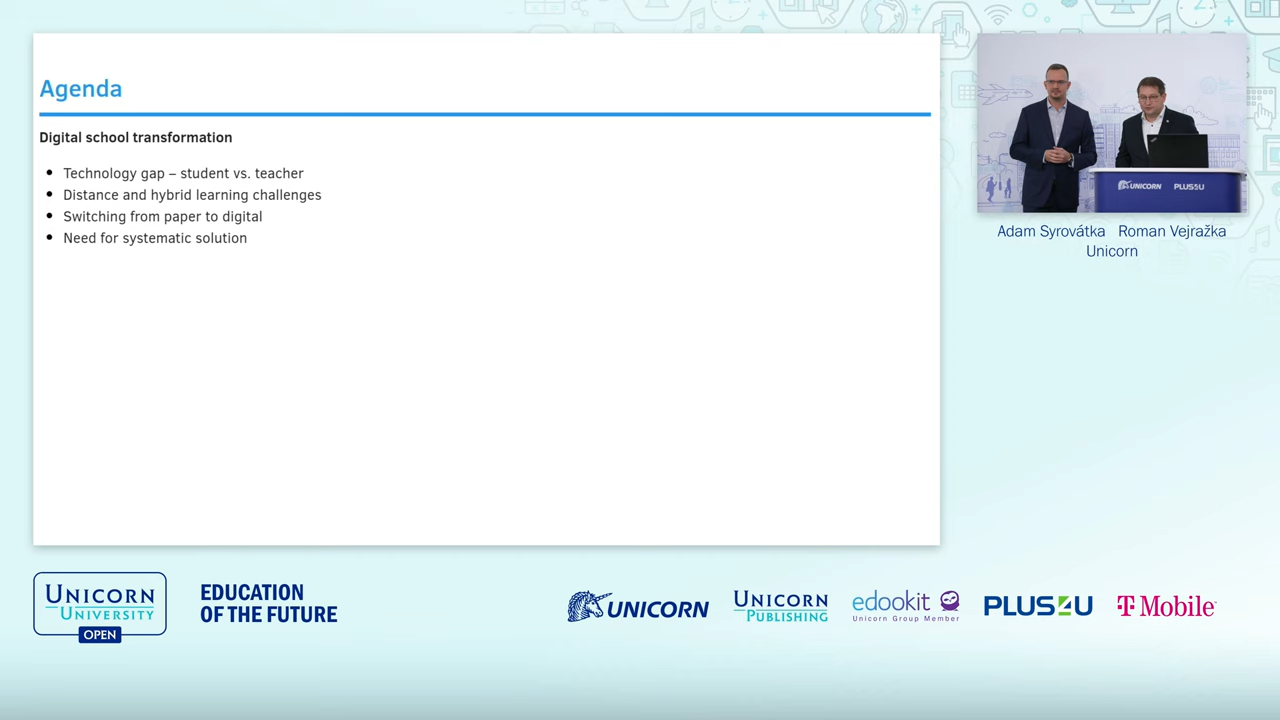 Agenda
Digital school transformation
• Technology gap – student vs. teacher
• Distance and hybrid learning challenges
• Switching from paper to digital
• Need for systematic solution
UNICORN PLUS4U
Adam Syrovátka Roman Vejražka
Unicorn
UNICORN
UNIVERSITY
OPEN
EDUCATION
OF THE FUTURE
UNICORN
UNICORN
PUBLISHING
edookit
Unicorn Group Member
PLUS4U
T Mobile